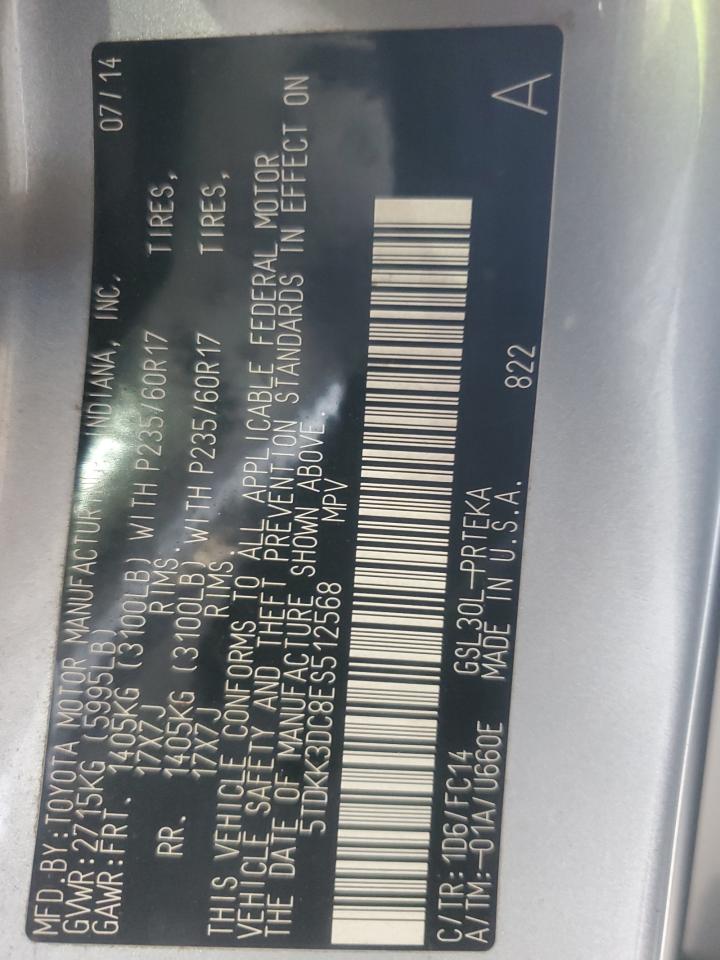 MFD. BY: TOYOTA MOTOR MANUFACTURING INDIANA, INC. 07/14
GVWR: 2715KG (5995LB)
GAWR: FRT. 1405KG (3100LB) WITH P235/60R17 TIRES,
17X7J RIMS.
RR. 1405KG (3100LB) WITH P235/60R17 TIRES,
17X7J RIMS.
THIS VEHICLE CONFORMS TO ALL APPLICABLE FEDERAL MOTOR
VEHICLE SAFETY AND THEFT PREVENTION STANDARDS IN EFFECT ON
THE DATE OF MANUFACTURE SHOWN ABOVE.
5TDKK3DC8ES512568 MPV
C/TR: 1D6/FC14 GSL30L-PRTEKA 822 A
A/TM: -01A/U660E MADE IN U.S.A.